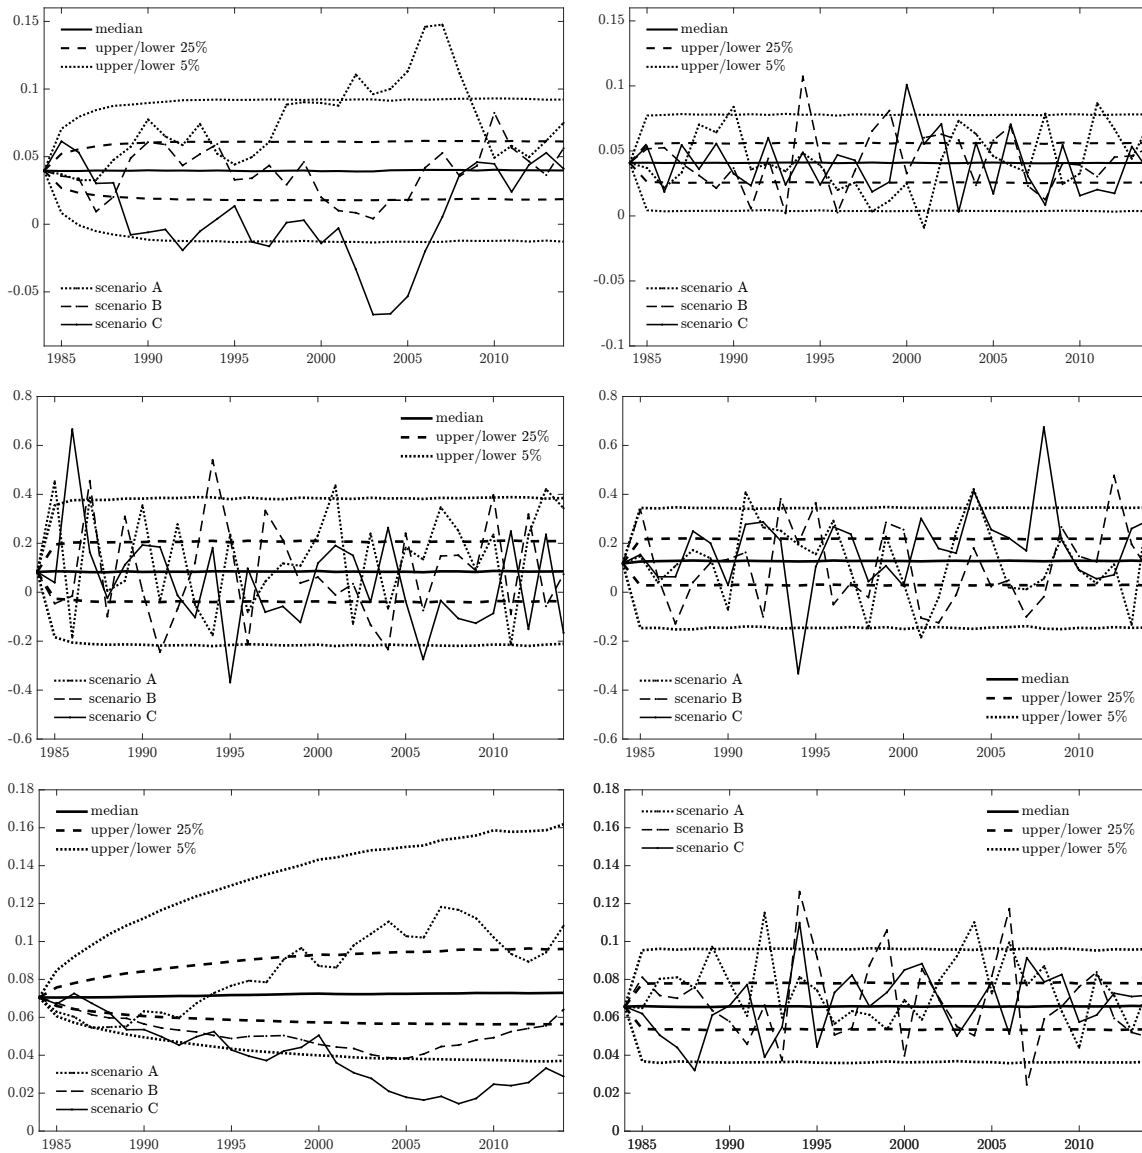 0.15
0.1
0.05
0
-0.05
median
upper/lower 25%
upper/lower 5%
scenario A
scenario B
scenario C
1985 1990 1995 2000 2005 2010
0.15
0.1
0.05
0
-0.05
-0.1
median
upper/lower 25%
upper/lower 5%
scenario A
scenario B
scenario C
1985 1990 1995 2000 2005 2010
0.8
0.6
0.4
0.2
0
-0.2
-0.4
-0.6
median
upper/lower 25%
upper/lower 5%
scenario A
scenario B
scenario C
1985 1990 1995 2000 2005 2010
0.8
0.6
0.4
0.2
0
-0.2
-0.4
-0.6
scenario A
scenario B
scenario C
median
upper/lower 25%
upper/lower 5%
1985 1990 1995 2000 2005 2010
0.18
0.16
0.14
0.12
0.1
0.08
0.06
0.04
0.02
0
median
upper/lower 25%
upper/lower 5%
scenario A
scenario B
scenario C
1985 1990 1995 2000 2005 2010
0.18
0.16
0.14
0.12
0.1
0.08
0.06
0.04
0.02
0
scenario A
scenario B
scenario C
median
upper/lower 25%
upper/lower 5%
1985 1990 1995 2000 2005 2010